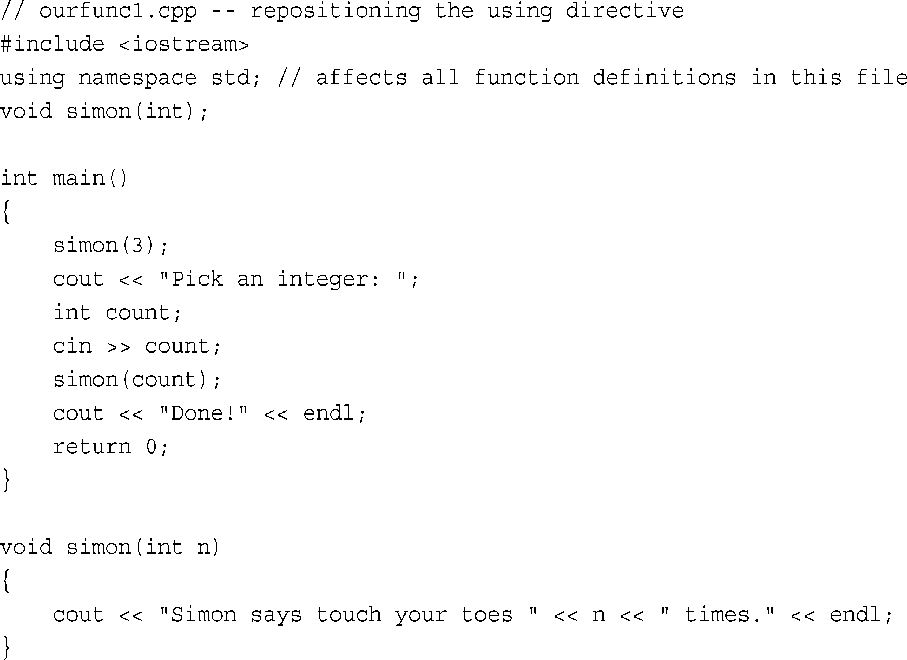 // ourfunc1.cpp -- repositioning the using directive
#include <iostream>
using namespace std; // affects all function definitions in this file
void simon(int);

int main()
{
    simon(3);
    cout << "Pick an integer: ";
    int count;
    cin >> count;
    simon(count);
    cout << "Done!" << endl;
    return 0;
}

void simon(int n)
{
    cout << "Simon says touch your toes " << n << " times." << endl;
}